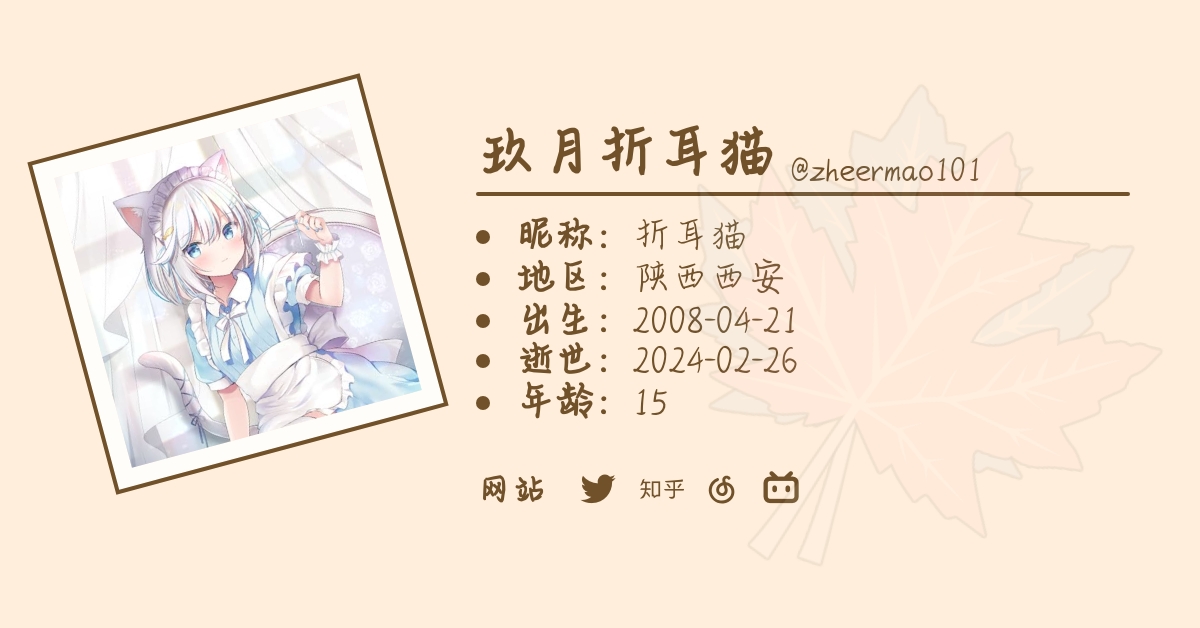 玖月折耳猫 @zheermao101
昵称：折耳猫
地区：陕西西安
出生：2008-04-21
逝世：2024-02-26
年龄：15
网站 知乎